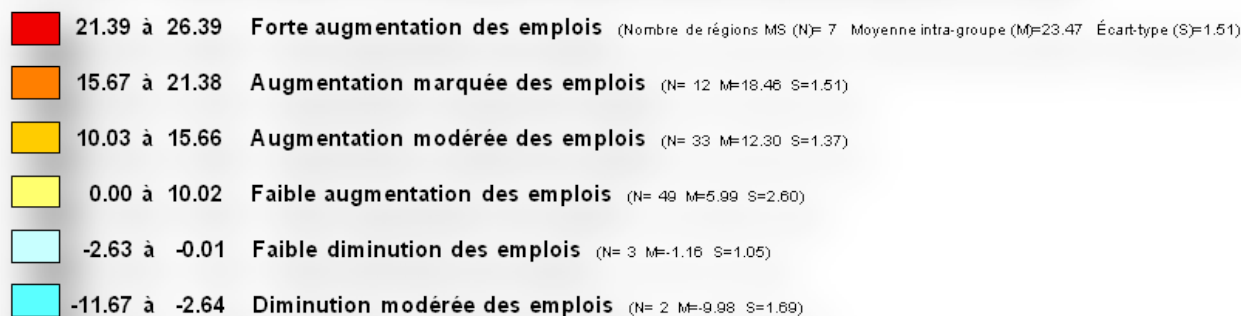 21.39 à 26.39 Forte augmentation des emplois (Nombre de régions MS (N)= 7 Moyenne intra-groupe (M)=23.47 Écart-type (S)=1.51)
15.67 à 21.38 Augmentation marquée des emplois (N= 12 M=18.46 S=1.51)
10.03 à 15.66 Augmentation modérée des emplois (N= 33 M=12.30 S=1.37)
0.00 à 10.02 Faible augmentation des emplois (N= 49 M=5.99 S=2.60)
-2.63 à -0.01 Faible diminution des emplois (N= 3 M=-1.16 S=1.05)
-11.67 à -2.64 Diminution modérée des emplois (N= 2 M=-9.98 S=1.69)